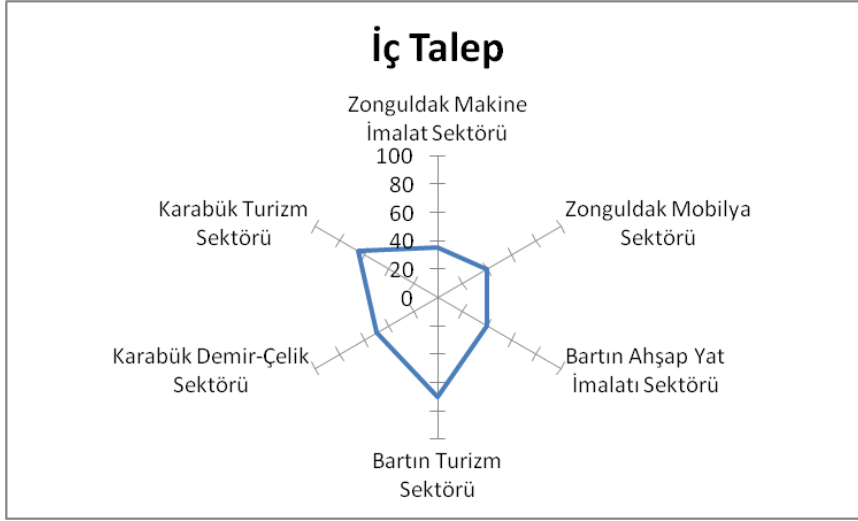 İç Talep
Zonguldak Makine
İmalat Sektörü
100
80
60
40
20
0
Zonguldak Mobilya
Sektörü
Bartın Ahşap Yat
İmalatı Sektörü
Bartın Turizm
Sektörü
Karabük Demir-Çelik
Sektörü
Karabük Turizm
Sektörü